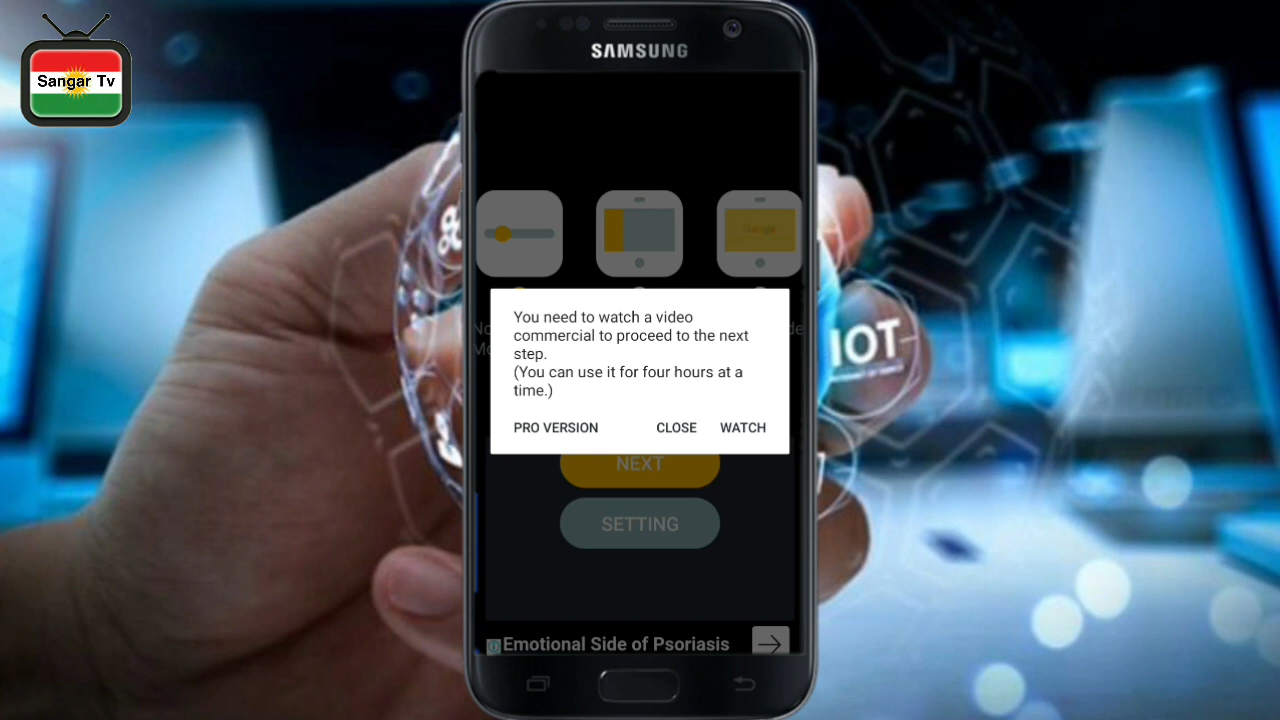 Sangar Tv
SAMSUNG
Google
You need to watch a video
commercial to proceed to the next
step.
(You can use it for four hours at a
time.)
PRO VERSION CLOSE WATCH
NEXT
SETTING
Emotional Side of Psoriasis
IOT